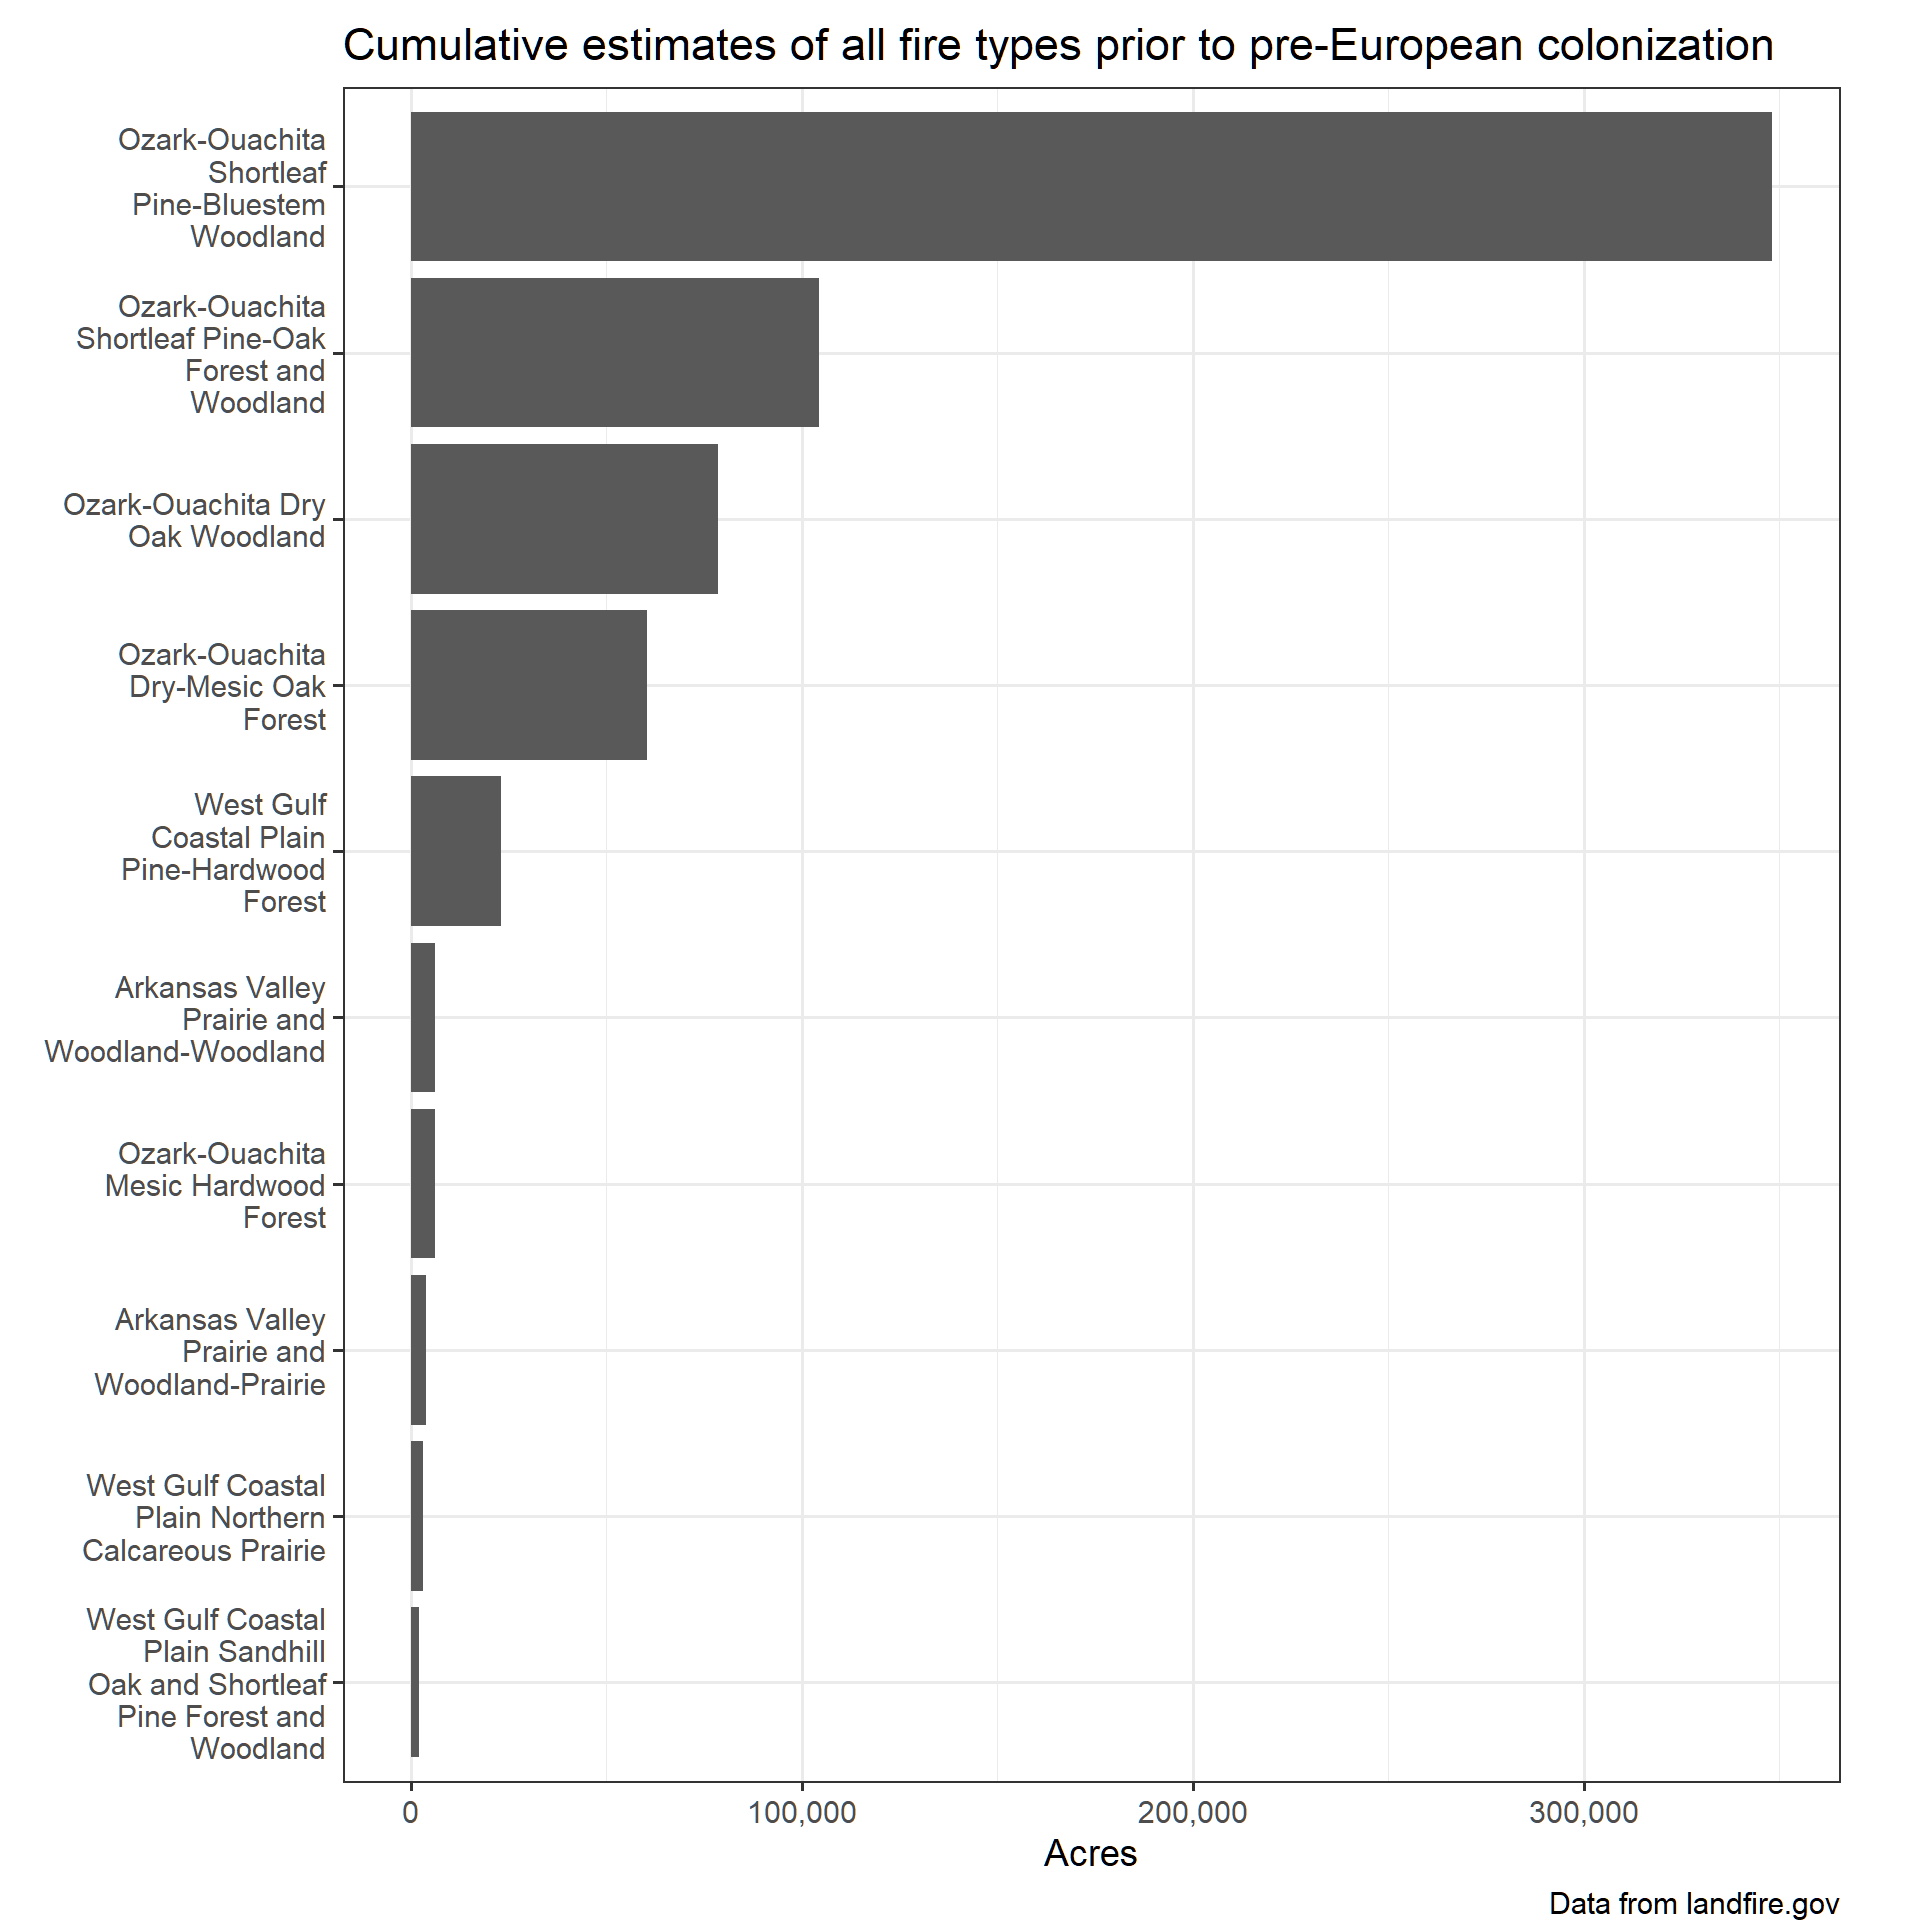 Cumulative estimates of all fire types prior to pre-European colonization
Ozark-Ouachita
Shortleaf
Pine-Bluestem
Woodland
Ozark-Ouachita
Shortleaf Pine-Oak
Forest and
Woodland
Ozark-Ouachita Dry
Oak Woodland
Ozark-Ouachita
Dry-Mesic Oak
Forest
West Gulf
Coastal Plain
Pine-Hardwood
Forest
Arkansas Valley
Prairie and
Woodland-Woodland
Ozark-Ouachita
Mesic Hardwood
Forest
Arkansas Valley
Prairie and
Woodland-Prairie
West Gulf Coastal
Plain Northern
Calcareous Prairie
West Gulf Coastal
Plain Sandhill
Oak and Shortleaf
Pine Forest and
Woodland
0 100,000 200,000 300,000
Acres
Data from landfire.gov